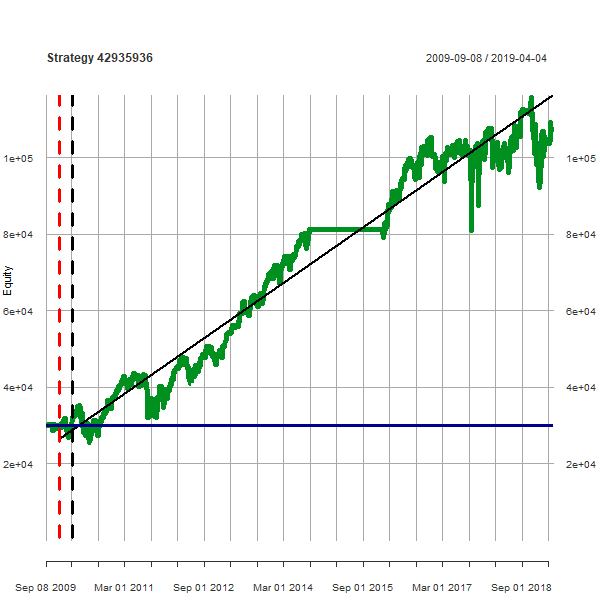 Strategy 42935936
2009-09-08 / 2019-04-04
1e+05
1e+05
8e+04
8e+04
Equity
6e+04
6e+04
4e+04
4e+04
2e+04
2e+04
Sep 08 2009
Mar 01 2011
Sep 01 2012
Mar 01 2014
Sep 01 2015
Mar 01 2017
Sep 01 2018